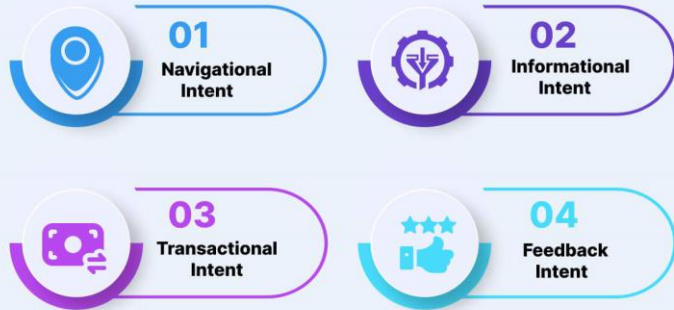 01
Navigational
Intent
02
Informational
Intent
03
Transactional
Intent
04
Feedback
Intent